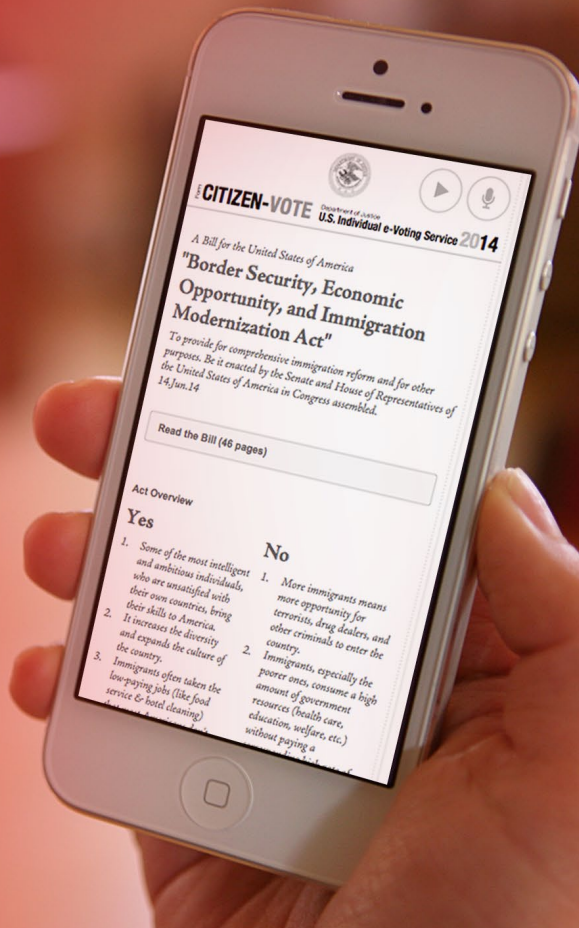 Form
CITIZEN-VOTE
Department of Justice
U.S. Individual e-Voting Service 2014
A Bill for the United States of America
"Border Security, Economic
Opportunity, and Immigration
Modernization Act"
To provide for comprehensive immigration reform and for other
purposes. Be it enacted by the Senate and House of Representatives of
the United States of America in Congress assembled.
14.Jun.14
Read the Bill (46 pages)
Act Overview
Yes
1. Some of the most intelligent
and ambitious individuals,
who are unsatisfied with
their own countries, bring
their skills to America.
2. It increases the diversity
and expands the culture of
the country.
3. Immigrants often taken the
low-paying jobs (like food
service & hotel cleaning)
No
1. More immigrants means
more opportunity for
terrorists, drug dealers, and
other criminals to enter the
country.
2. Immigrants, especially the
poorer ones, consume a high
amount of government
resources (health care,
education, welfare, etc.)
without paying a